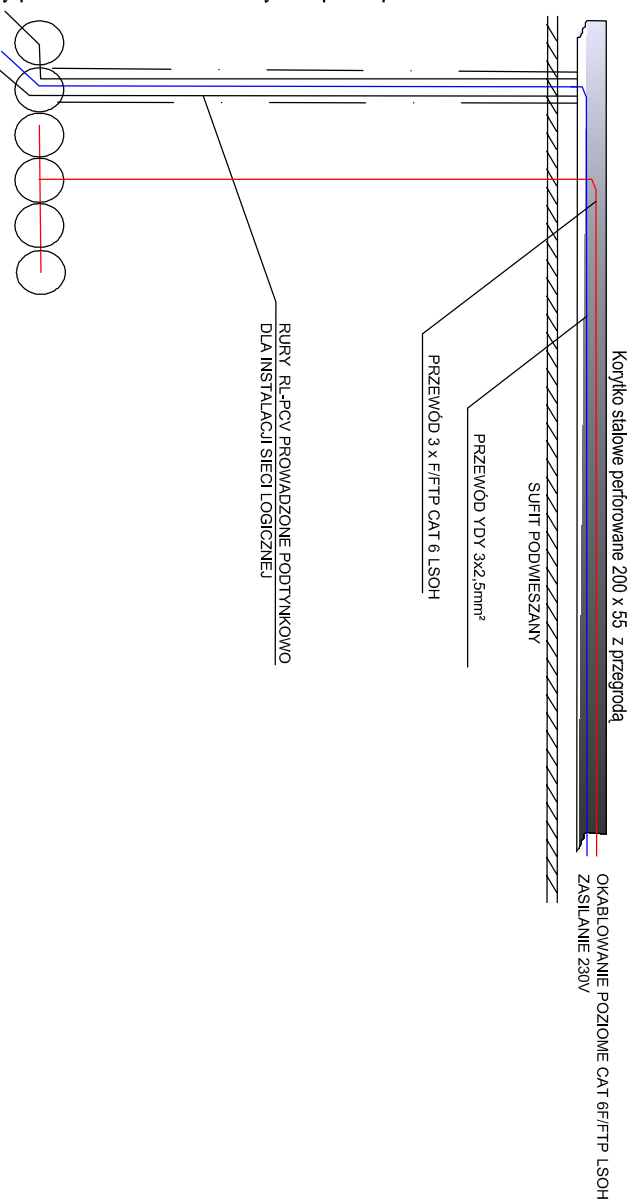 Korytko stalowe perforowane 200 x 55 z przegrodą
OKABLOWANIE POZIOME CAT 6F/FTP LSOH
ZASILANIE 230V
SUFIT PODWIESZANY
PRZEWÓD YDY 3x2,5mm²
PRZEWÓD 3 x F/FTP CAT 6 LSOH
RURY RL-PCV PROWADZONE PODTYNKOWO
DLA INSTALACJI SIECI LOGICZNEJ